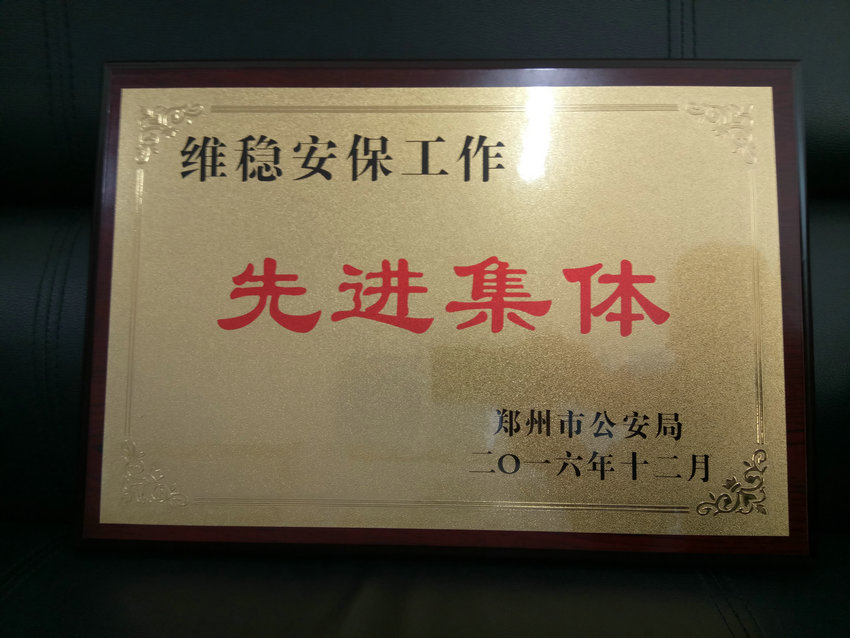 维稳安保工作
先进集体
郑州市公安局
二〇一六年十二月